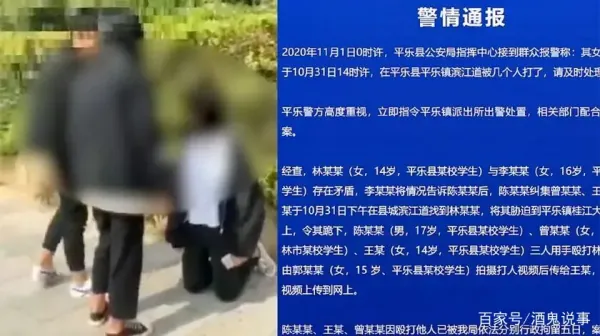 警情通报
2020年11月1日0时许，平乐县公安局指挥中心接到群众报警称：其女
于10月31日14时许，在平乐县平乐镇滨江道被几个人打了，请及时处理
平乐警方高度重视，立即指令平乐镇派出所出警处置，相关部门配合
案。
经查，林某某（女，14岁，平乐县某校学生）与李某某（女，16岁，平
学生）存在矛盾，李某某将情况告诉陈某某后，陈某某纠集曾某某、王
某于10月31日下午在县城滨江道找到林某某，将其胁迫到平乐镇桂江大
上，令其跪下，陈某某（男，17岁，平乐县某校学生）、曾某某（女，
林市某校学生）、王某（女，14岁，平乐县某校学生）三人用手殴打林
由郭某某（女，15岁、平乐县某校学生）拍摄打人视频后传给王某，
视频上传到网上。
陈某某、王某、曾某某因殴打他人已被我局依法分别行政拘留五日，案
百家号/酒鬼说事